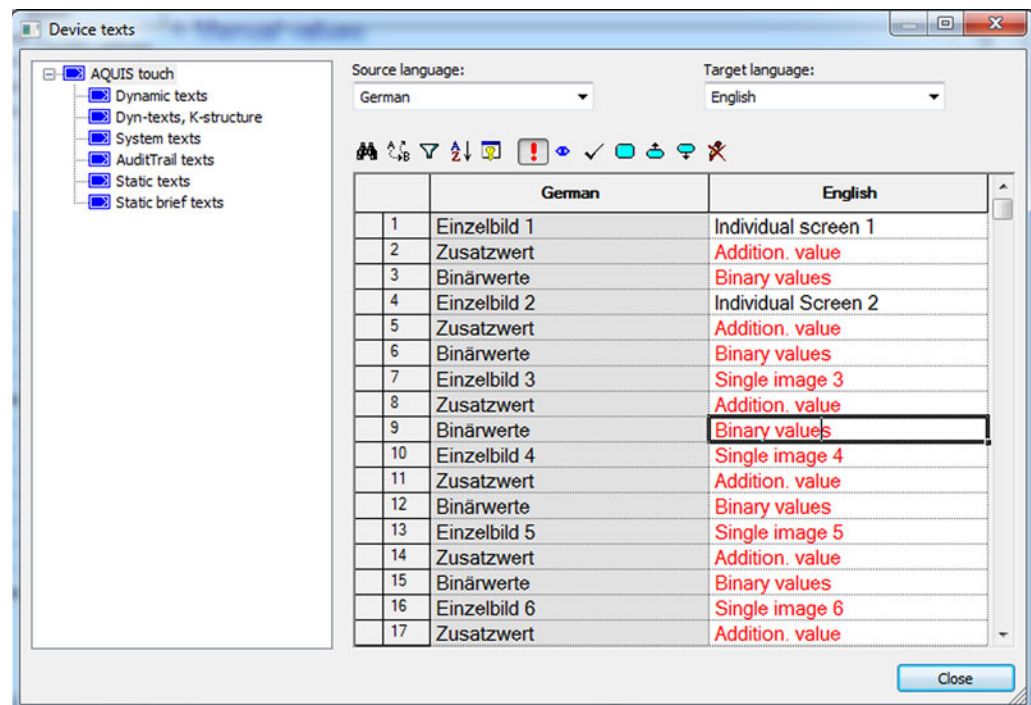 Device texts
AQUIS touch
Dynamic texts
Dyn-texts, K-structure
System texts
AuditTrail texts
Static texts
Static brief texts
Source language: Target language:
German English
German English
1 Einzelbild 1 Individual screen 1
2 Zusatzwert Addition. value
3 Binärwerte Binary values
4 Einzelbild 2 Individual Screen 2
5 Zusatzwert Addition. value
6 Binärwerte Binary values
7 Einzelbild 3 Single image 3
8 Zusatzwert Addition. value
9 Binärwerte Binary values
10 Einzelbild 4 Single image 4
11 Zusatzwert Addition. value
12 Binärwerte Binary values
13 Einzelbild 5 Single image 5
14 Zusatzwert Addition. value
15 Binärwerte Binary values
16 Einzelbild 6 Single image 6
17 Zusatzwert Addition. value
Close